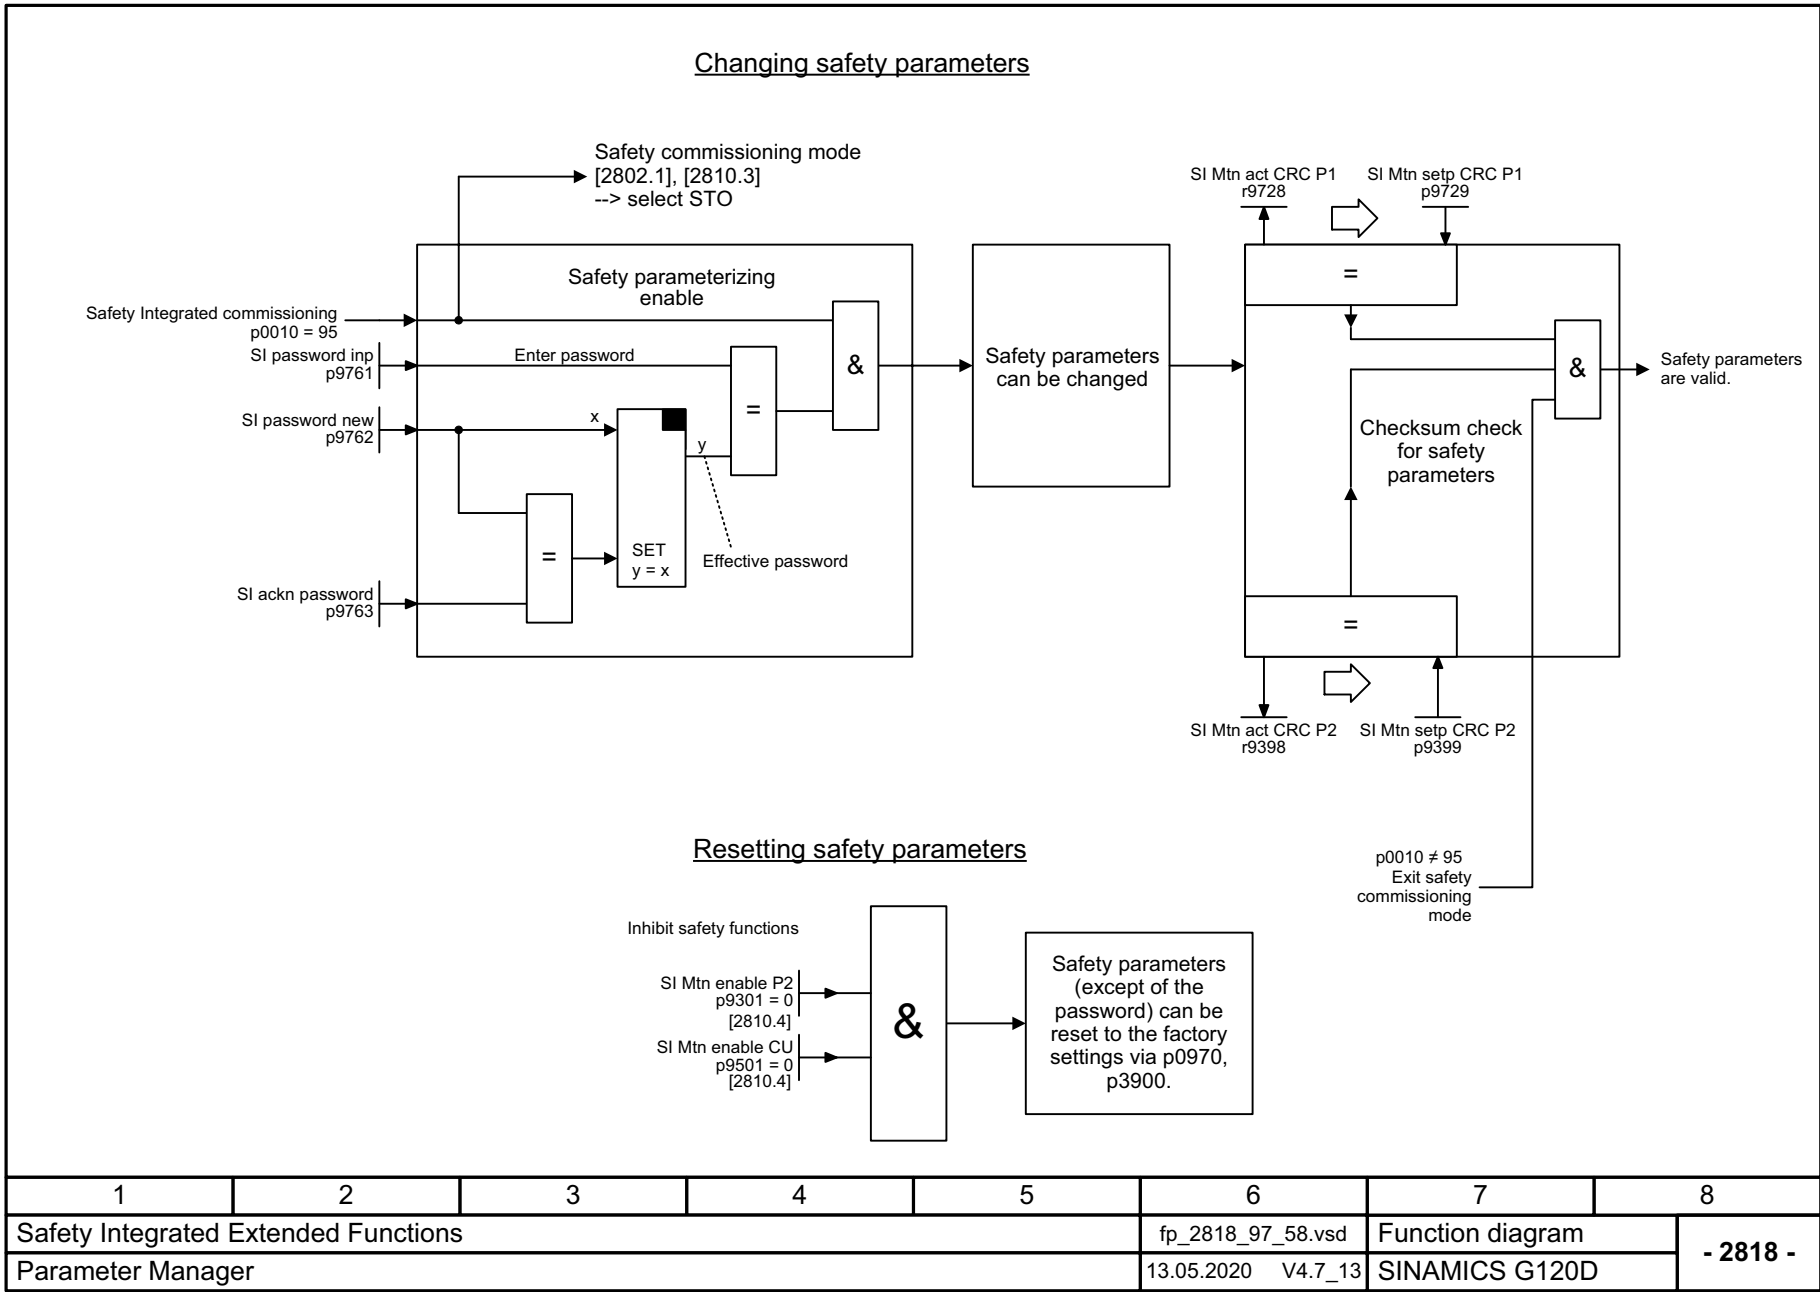 Changing safety parameters
Safety commissioning mode
[2802.1], [2810.3]
--> select STO
SI Mtn act CRC P1
r9728
SI Mtn setp CRC P1
p9729
Safety parameterizing
enable
=
Safety Integrated commissioning
p0010 = 95
SI password inp
p9761
Enter password
&
=
Safety parameters
can be changed
&
Safety parameters
are valid.
SI password new
p9762
x
y
Checksum check
for safety
parameters
=
SET
y = x
Effective password
SI ackn password
p9763
=
SI Mtn act CRC P2
r9398
SI Mtn setp CRC P2
p9399
Resetting safety parameters
p0010 ≠ 95
Exit safety
commissioning
mode
Inhibit safety functions
SI Mtn enable P2
p9301 = 0
[2810.4]
SI Mtn enable CU
p9501 = 0
[2810.4]
&
Safety parameters
(except of the
password) can be
reset to the factory
settings via p0970,
p3900.
1 2 3 4 5 6 7 8
Safety Integrated Extended Functions
fp_2818_97_58.vsd
Function diagram
- 2818 -
Parameter Manager
13.05.2020 V4.7_13
SINAMICS G120D